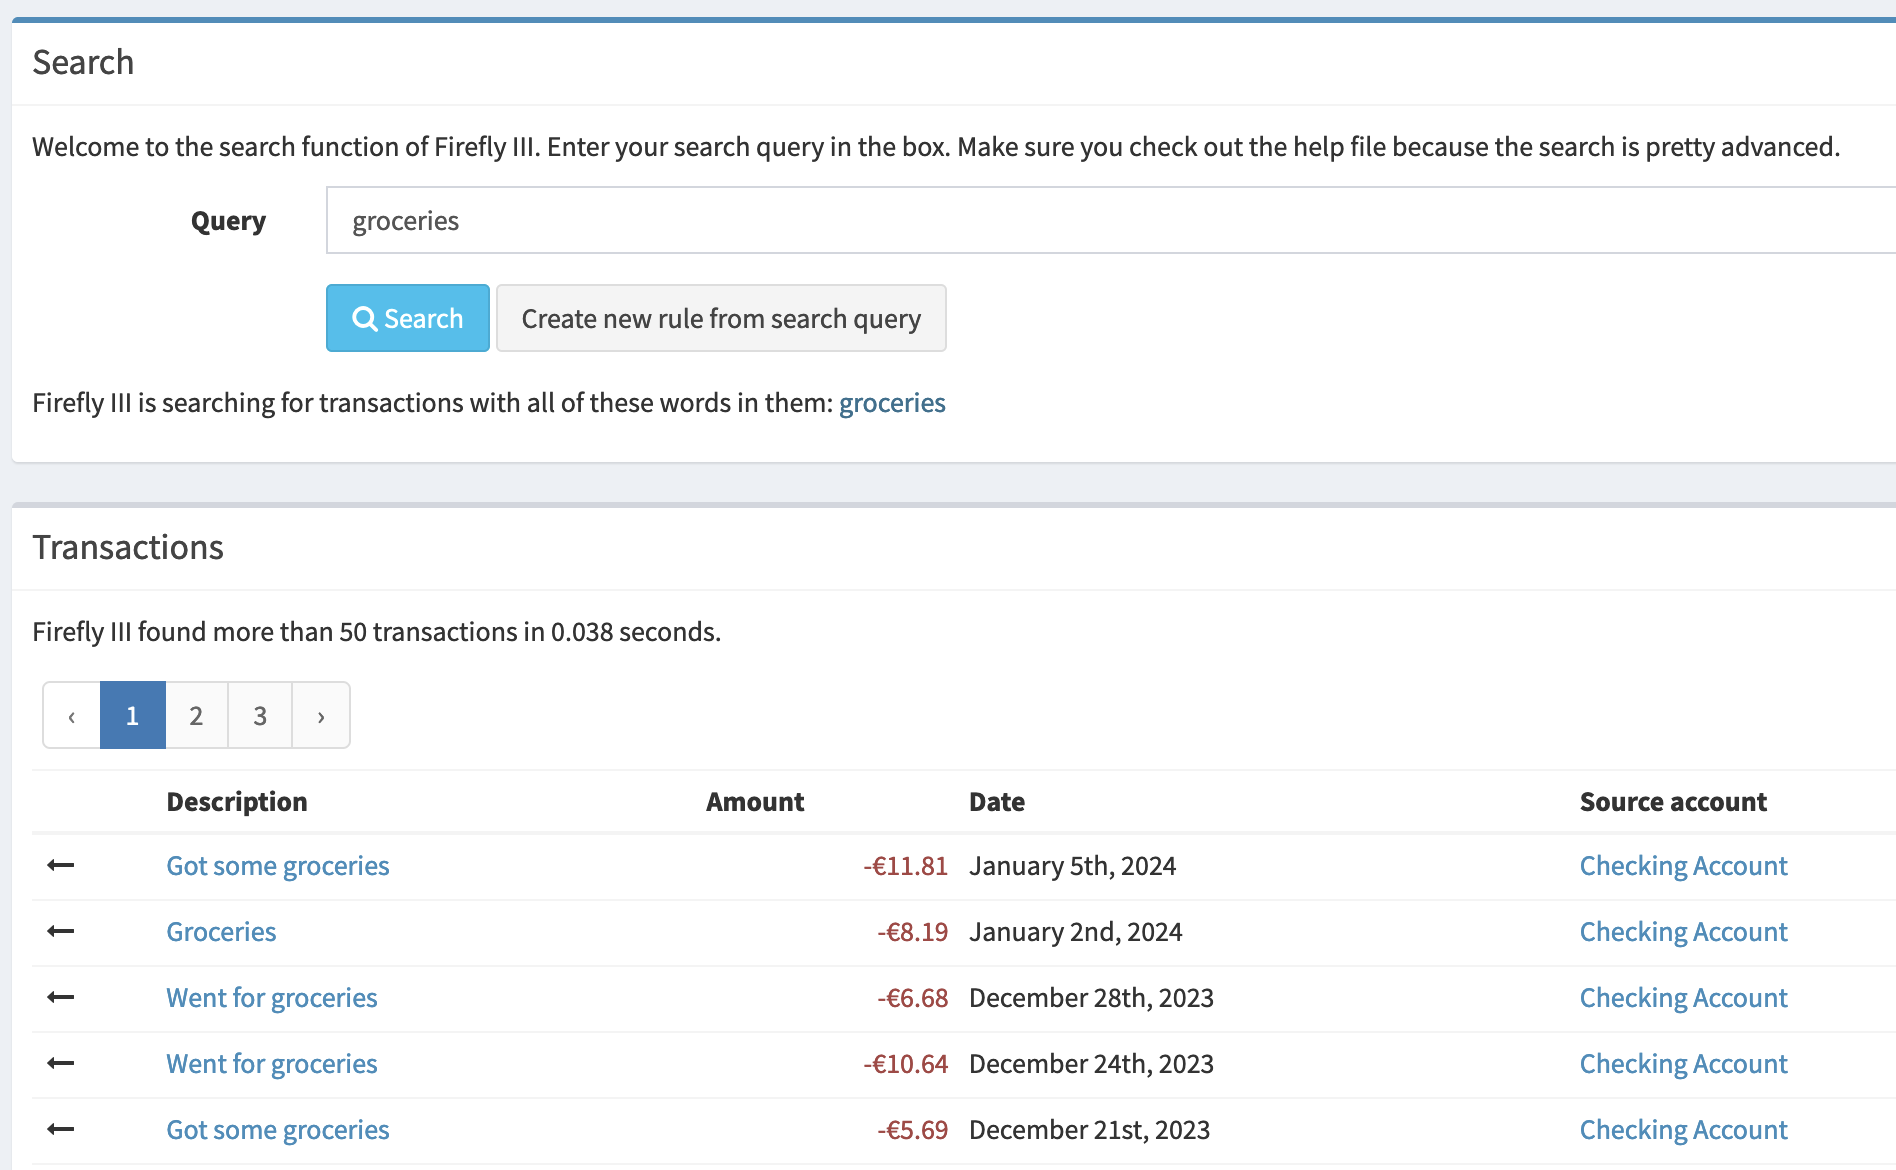 Search
Welcome to the search function of Firefly III. Enter your search query in the box. Make sure you check out the help file because the search is pretty advanced.
Query groceries
Search Create new rule from search query
Firefly III is searching for transactions with all of these words in them: groceries
Transactions
Firefly III found more than 50 transactions in 0.038 seconds.
‹ 1 2 3 ›
Description Amount Date Source account
Got some groceries -€11.81 January 5th, 2024 Checking Account
Groceries -€8.19 January 2nd, 2024 Checking Account
Went for groceries -€6.68 December 28th, 2023 Checking Account
Went for groceries -€10.64 December 24th, 2023 Checking Account
Got some groceries -€5.69 December 21st, 2023 Checking Account